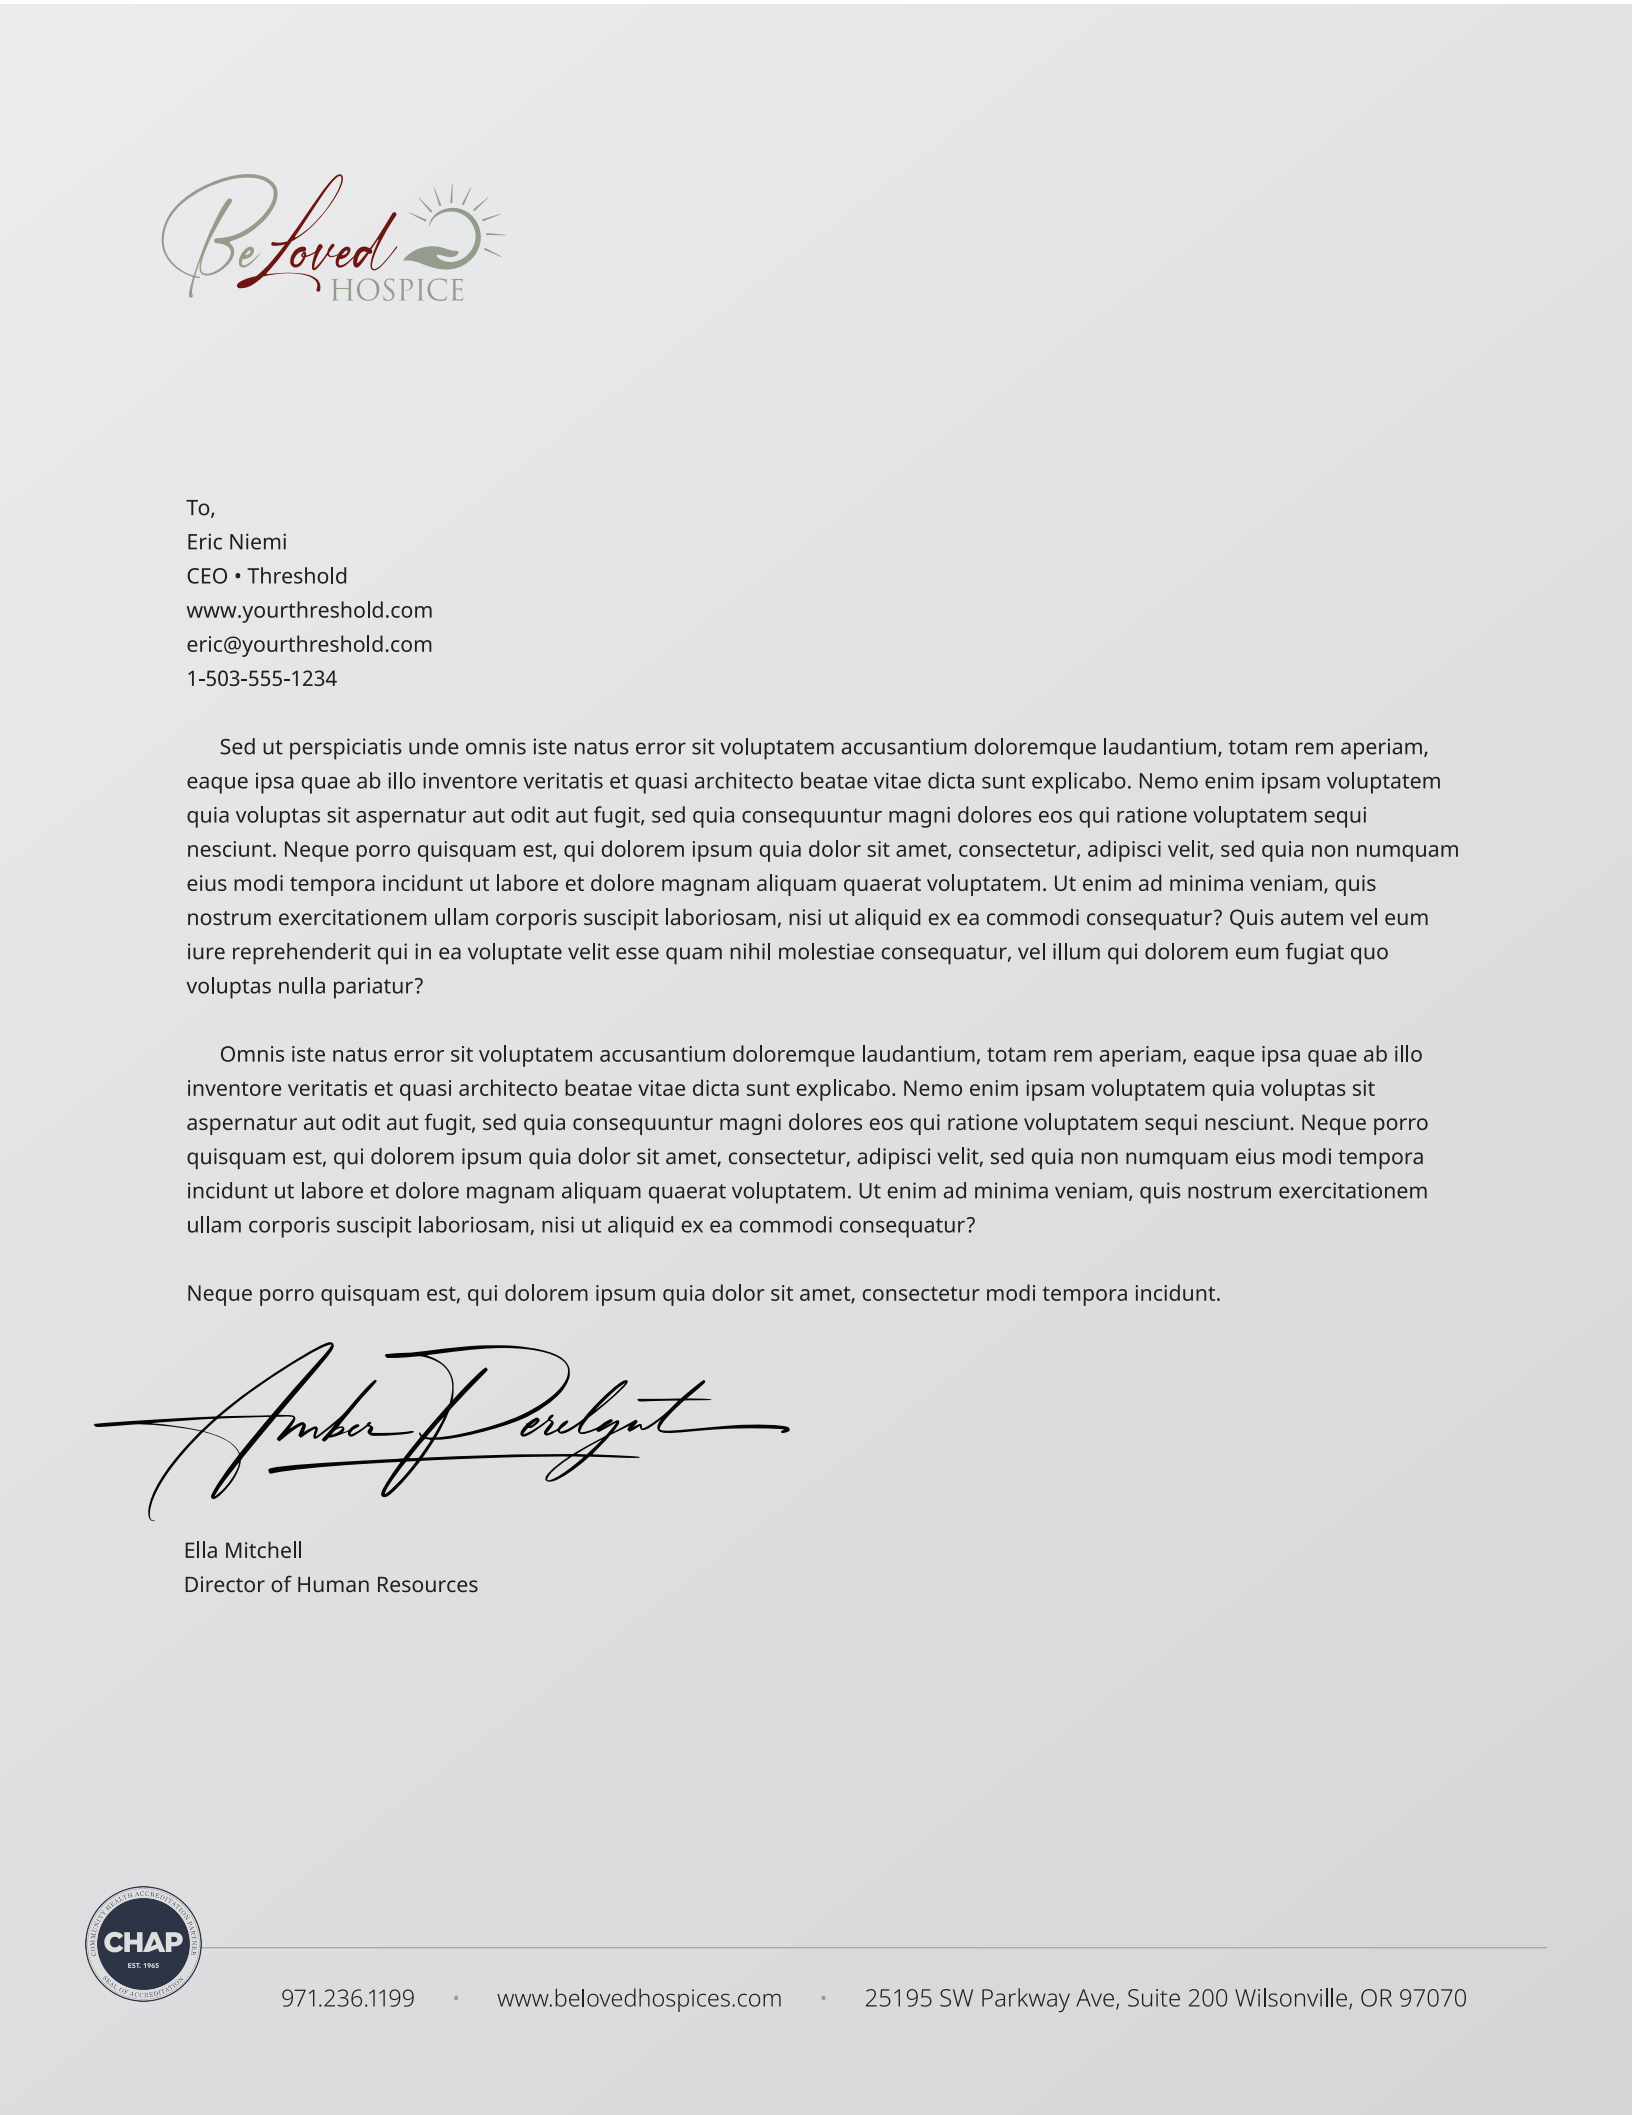 BeLoved
HOSPICE
To,
Eric Niemi
CEO • Threshold
www.yourthreshold.com
eric@yourthreshold.com
1-503-555-1234
Sed ut perspiciatis unde omnis iste natus error sit voluptatem accusantium doloremque laudantium, totam rem aperiam,
eaque ipsa quae ab illo inventore veritatis et quasi architecto beatae vitae dicta sunt explicabo. Nemo enim ipsam voluptatem
quia voluptas sit aspernatur aut odit aut fugit, sed quia consequuntur magni dolores eos qui ratione voluptatem sequi
nesciunt. Neque porro quisquam est, qui dolorem ipsum quia dolor sit amet, consectetur, adipisci velit, sed quia non numquam
eius modi tempora incidunt ut labore et dolore magnam aliquam quaerat voluptatem. Ut enim ad minima veniam, quis
nostrum exercitationem ullam corporis suscipit laboriosam, nisi ut aliquid ex ea commodi consequatur? Quis autem vel eum
iure reprehenderit qui in ea voluptate velit esse quam nihil molestiae consequatur, vel illum qui dolorem eum fugiat quo
voluptas nulla pariatur?
Omnis iste natus error sit voluptatem accusantium doloremque laudantium, totam rem aperiam, eaque ipsa quae ab illo
inventore veritatis et quasi architecto beatae vitae dicta sunt explicabo. Nemo enim ipsam voluptatem quia voluptas sit
aspernatur aut odit aut fugit, sed quia consequuntur magni dolores eos qui ratione voluptatem sequi nesciunt. Neque porro
quisquam est, qui dolorem ipsum quia dolor sit amet, consectetur, adipisci velit, sed quia non numquam eius modi tempora
incidunt ut labore et dolore magnam aliquam quaerat voluptatem. Ut enim ad minima veniam, quis nostrum exercitationem
ullam corporis suscipit laboriosam, nisi ut aliquid ex ea commodi consequatur?
Neque porro quisquam est, qui dolorem ipsum quia dolor sit amet, consectetur modi tempora incidunt.
Amber
Ella Mitchell
Director of Human Resources
COMMUNITY HEALTH ACCREDITATION PARTNER
CHAP
EST. 1965
SEAL OF ACCREDITATION
971.236.1199 • www.belovedhospices.com • 25195 SW Parkway Ave, Suite 200 Wilsonville, OR 97070